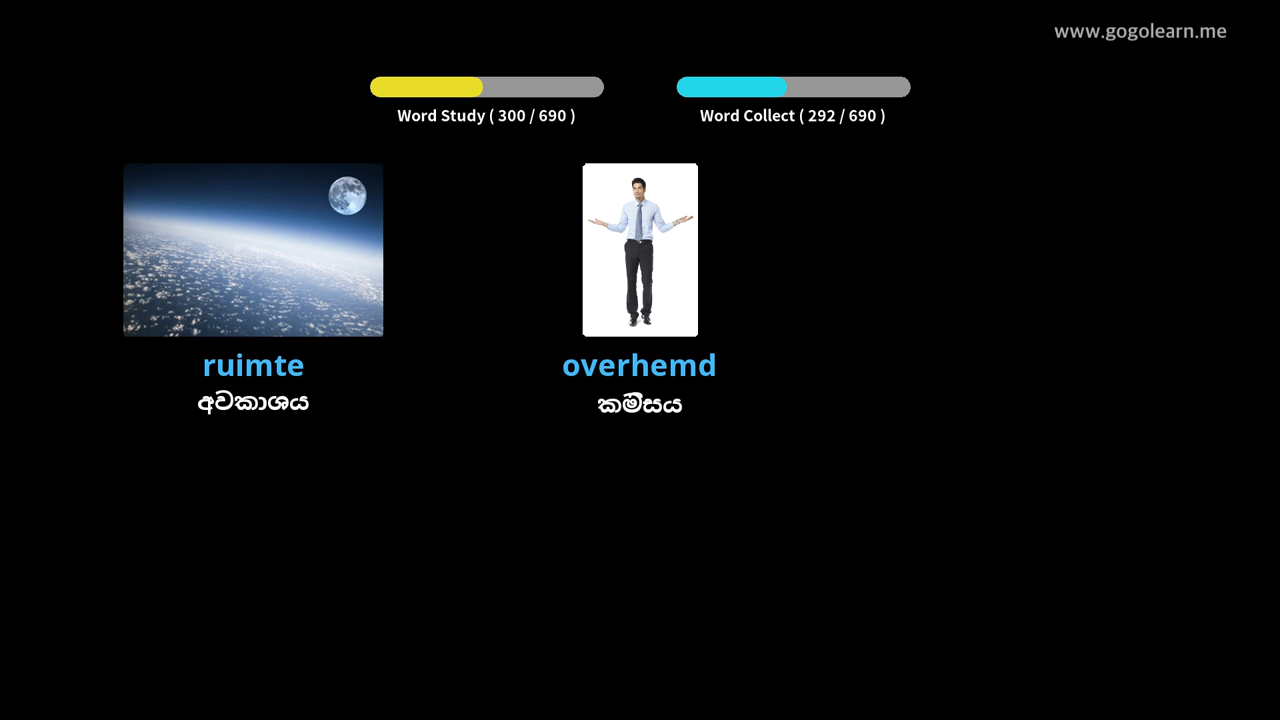 www.gogolearn.me
Word Study ( 300 / 690 )
Word Collect ( 292 / 690 )
ruimte
අවකාශය
overhemd
කමිසය